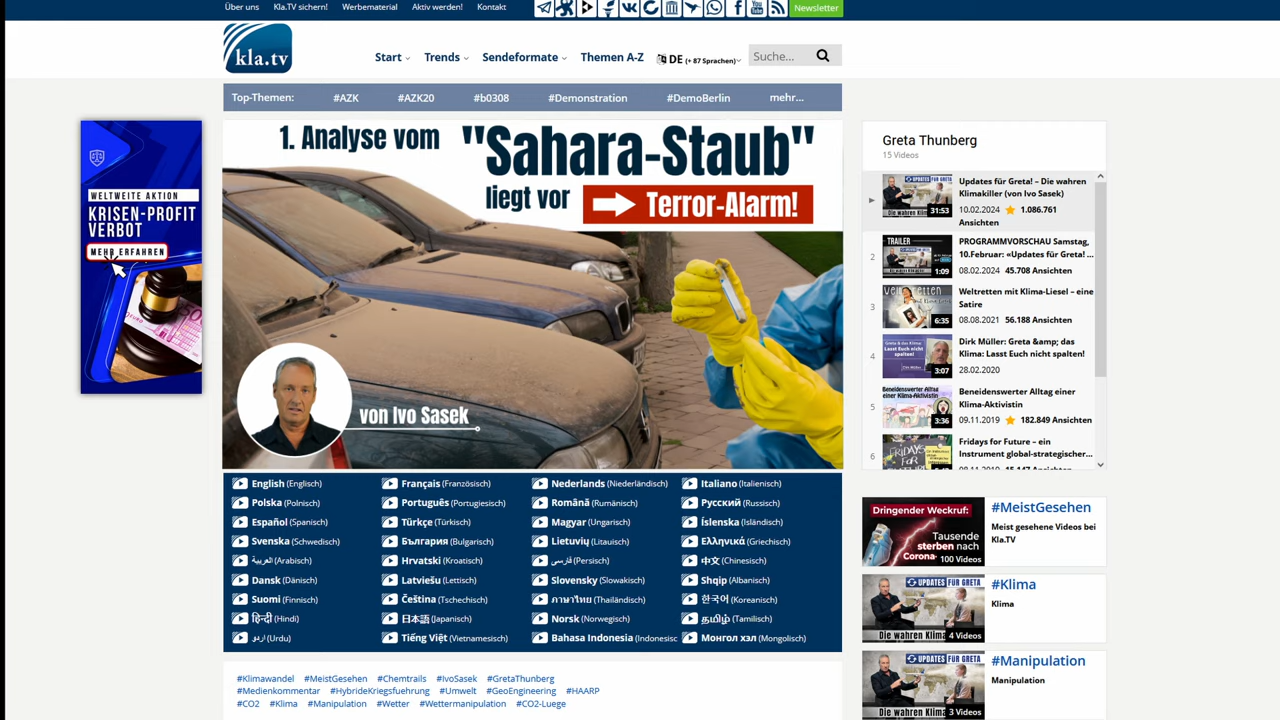 Über uns Kla.TV sichern! Werbematerial Aktiv werden! Kontakt Newsletter
kla.tv
Start Trends Sendeformate Themen A-Z DE (+ 87 Sprachen) Suche...
Top-Themen: #AZK #AZK20 #b0308 #Demonstration #DemoBerlin mehr...
WELTWEITE AKTION
KRISEN-PROFIT
VERBOT
MEHR ERFAHREN
1. Analyse vom "Sahara-Staub"
liegt vor Terror-Alarm!
von Ivo Sasek
Greta Thunberg
15 Videos
Updates für Greta! – Die wahren
Klimakiller (von Ivo Sasek)
10.02.2024 1.086.761
Ansichten
31:53
2
TRAILER
PROGRAMMVORSCHAU Samstag,
10.Februar: «Updates für Greta! ...
08.02.2024 45.708 Ansichten
1:09
3
Weltretten mit Klima-Liesel – eine
Satire
08.08.2021 56.188 Ansichten
6:35
4
Dirk Müller: Greta &amp; das
Klima: Lasst Euch nicht spalten!
28.02.2020
3:07
5
Beneidenswerter Alltag einer
Klima-Aktivistin
09.11.2019 182.849 Ansichten
3:36
6
Fridays for Future – ein
Instrument global-strategischer...
English (Englisch) Français (Französisch) Nederlands (Niederländisch) Italiano (Italienisch)
Polska (Polnisch) Português (Portugiesisch) Română (Rumänisch) Русский (Russisch)
Español (Spanisch) Türkçe (Türkisch) Magyar (Ungarisch) Íslenska (Isländisch)
Svenska (Schwedisch) България (Bulgarisch) Lietuvių (Litauisch) Ελληνικά (Griechisch)
العربية (Arabisch) Hrvatski (Kroatisch) فارسی (Persisch) 中文 (Chinesisch)
Dansk (Dänisch) Latviešu (Lettisch) Slovensky (Slowakisch) Shqip (Albanisch)
Suomi (Finnisch) Čeština (Tschechisch) ภาษาไทย (Thailändisch) 한국어 (Koreanisch)
हिन्दी (Hindi) 日本語 (Japanisch) Norsk (Norwegisch) தமிழ் (Tamilisch)
اردو (Urdu) Tiếng Việt (Vietnamesisch) Bahasa Indonesia (Indonesisc Монгол хэл (Mongolisch)
Dringender Weckruf:
Tausende
sterben nach
Corona-
100 Videos
#MeistGesehen
Meist gesehene Videos bei
Kla.TV
UPDATES FÜR GRETA
Die wahren Klima
4 Videos
#Klima
Klima
UPDATES FÜR GRETA
Die wahren Klima
3 Videos
#Manipulation
Manipulation
#Klimawandel #MeistGesehen #Chemtrails #IvoSasek #GretaThunberg
#Medienkommentar #HybrideKriegsfuehrung #Umwelt #GeoEngineering #HAARP
#CO2 #Klima #Manipulation #Wetter #Wettermanipulation #CO2-Luege